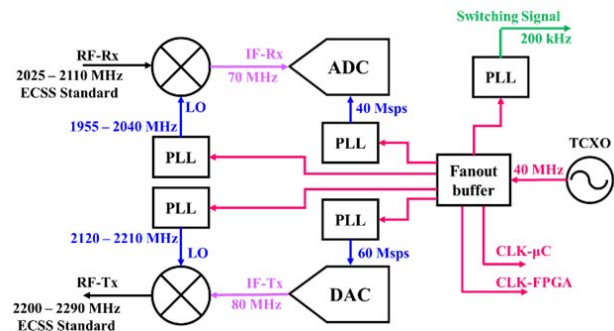 Switching Signal
200 kHz
RF-Rx
2025 – 2110 MHz
ECSS Standard
IF-Rx
70 MHz
ADC
PLL
LO
1955 – 2040 MHz
40 Msps
TCXO
PLL
PLL
Fanout
buffer
40 MHz
PLL
PLL
2120 – 2210 MHz
LO
60 Msps
CLK-μC
CLK-FPGA
RF-Tx
2200 – 2290 MHz
ECSS Standard
IF-Tx
80 MHz
DAC